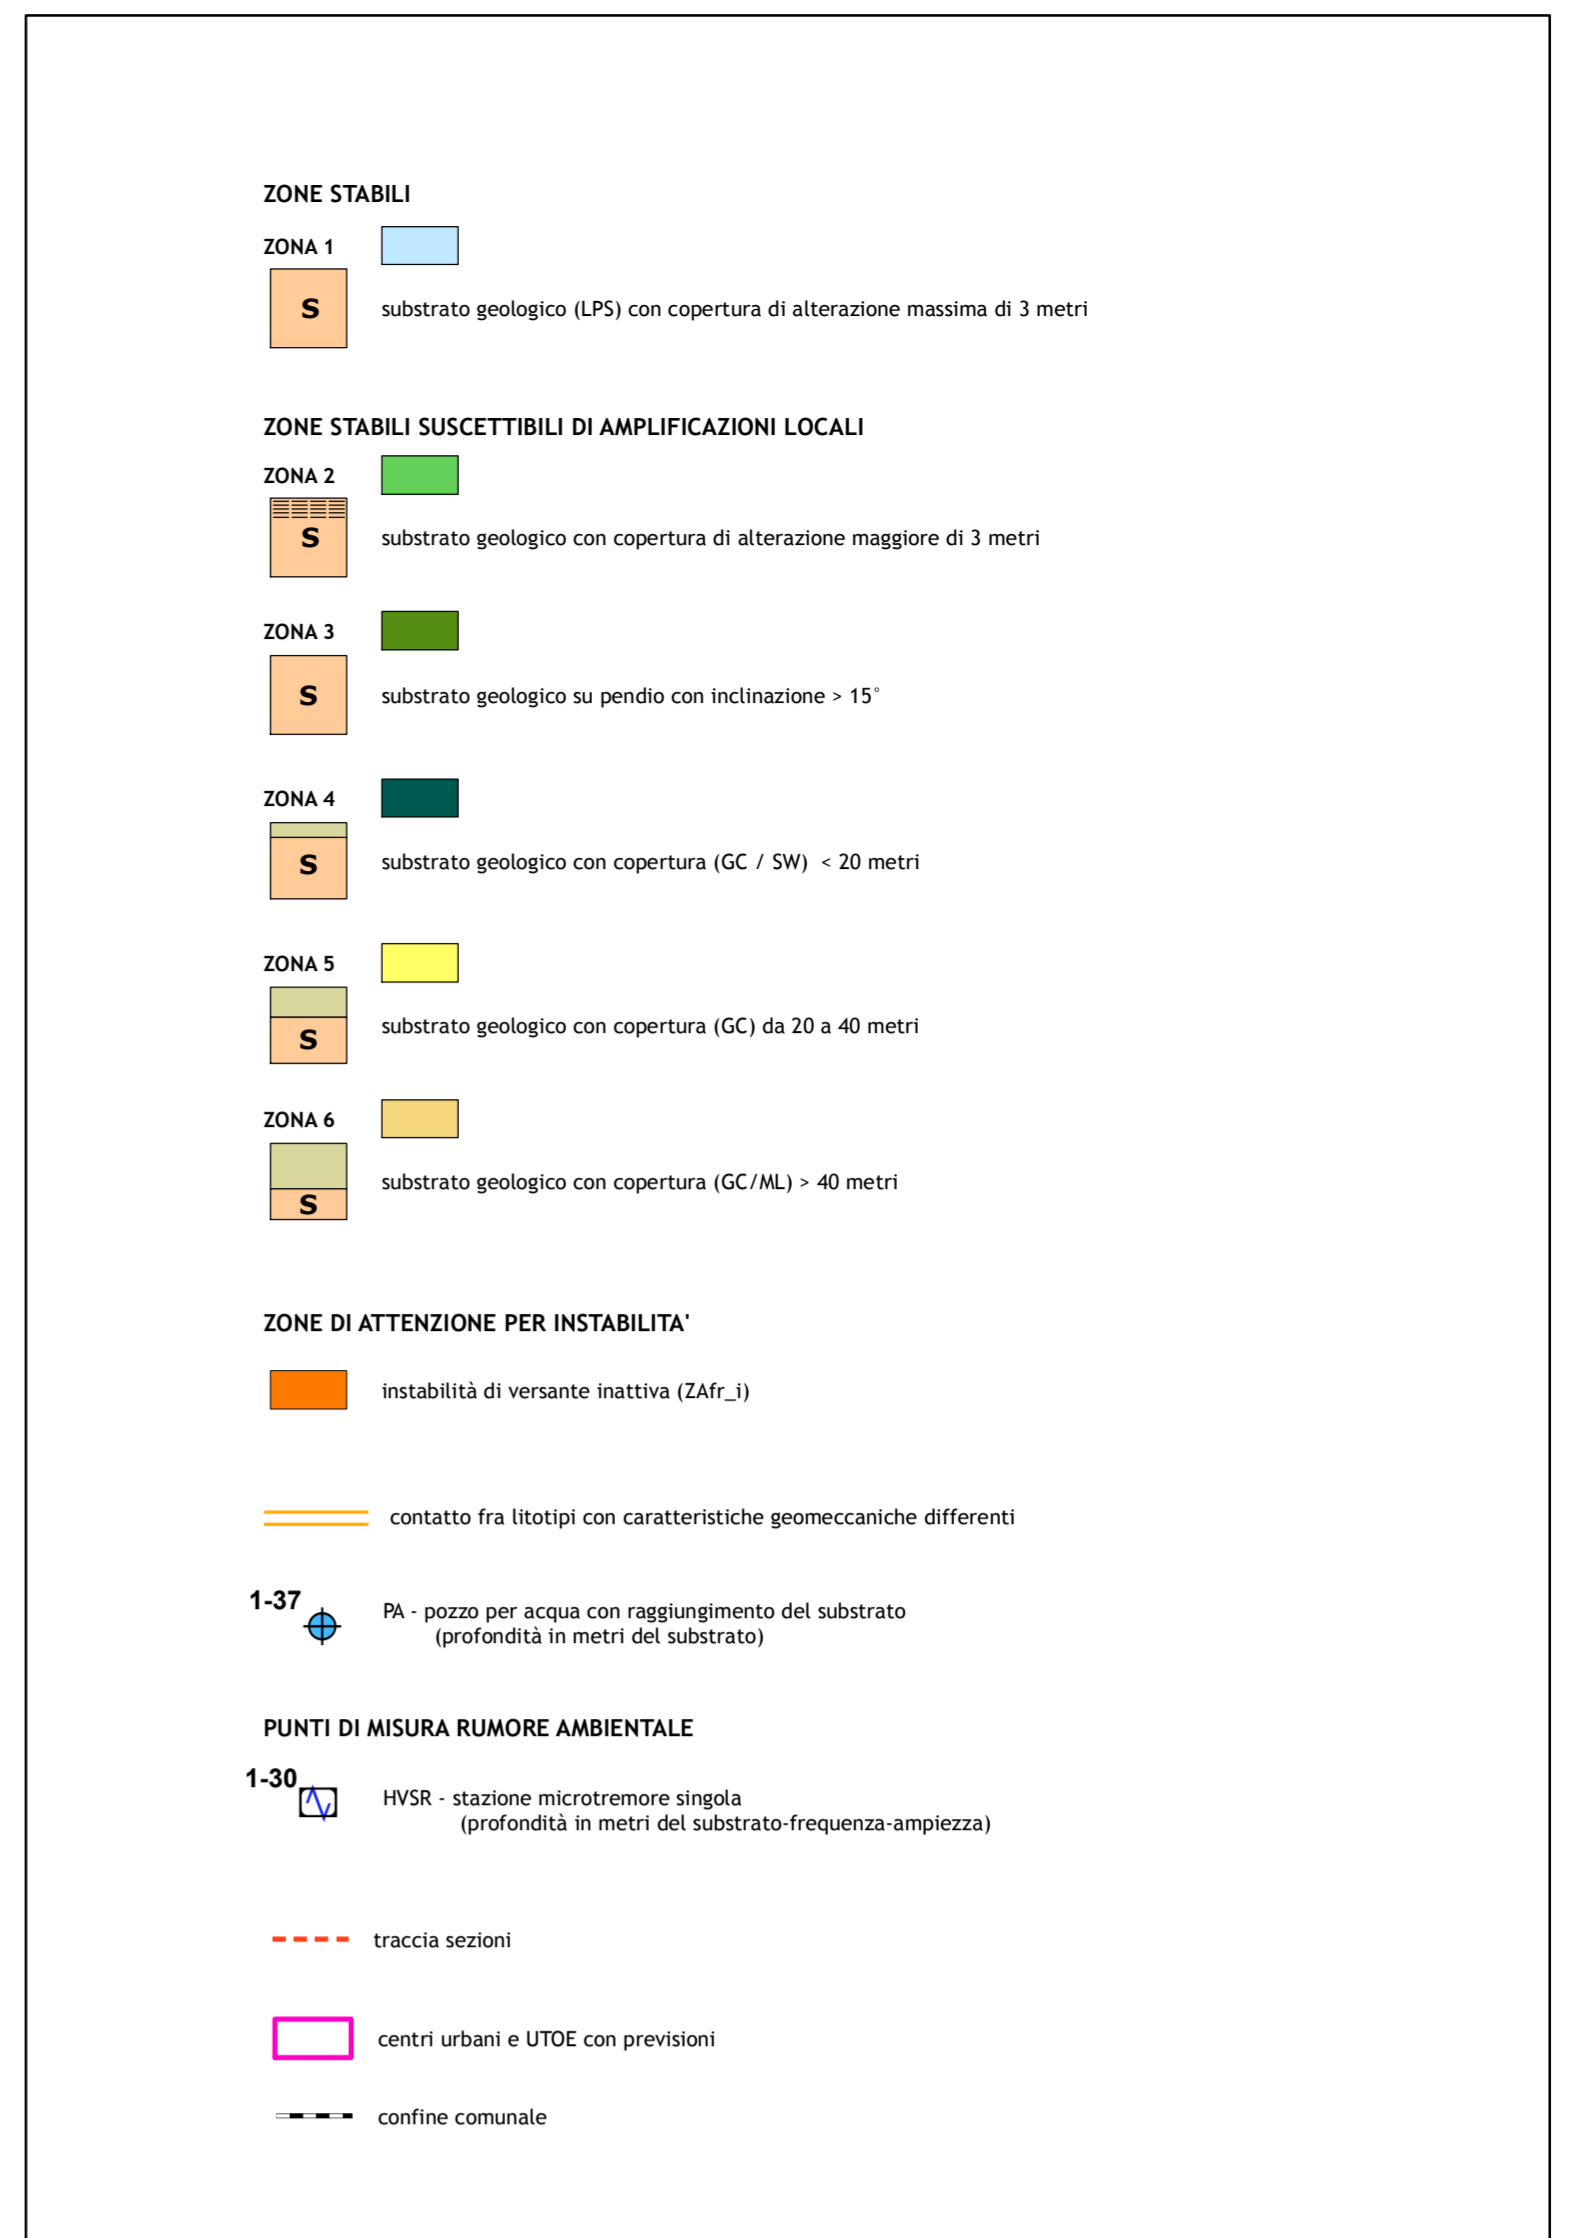 ZONE STABILI
ZONA 1
S
substrato geologico (LPS) con copertura di alterazione massima di 3 metri
ZONE STABILI SUSCETTIBILI DI AMPLIFICAZIONI LOCALI
ZONA 2
S
substrato geologico con copertura di alterazione maggiore di 3 metri
ZONA 3
S
substrato geologico su pendio con inclinazione > 15°
ZONA 4
S
substrato geologico con copertura (GC / SW) < 20 metri
ZONA 5
S
substrato geologico con copertura (GC) da 20 a 40 metri
ZONA 6
S
substrato geologico con copertura (GC/ML) > 40 metri
ZONE DI ATTENZIONE PER INSTABILITA'
instabilità di versante inattiva (ZAfr_i)
contatto fra litotipi con caratteristiche geomeccaniche differenti
1-37
PA - pozzo per acqua con raggiungimento del substrato
(profondità in metri del substrato)
PUNTI DI MISURA RUMORE AMBIENTALE
1-30
HVSR - stazione microtremore singola
(profondità in metri del substrato-frequenza-ampiezza)
traccia sezioni
centri urbani e UTOE con previsioni
confine comunale